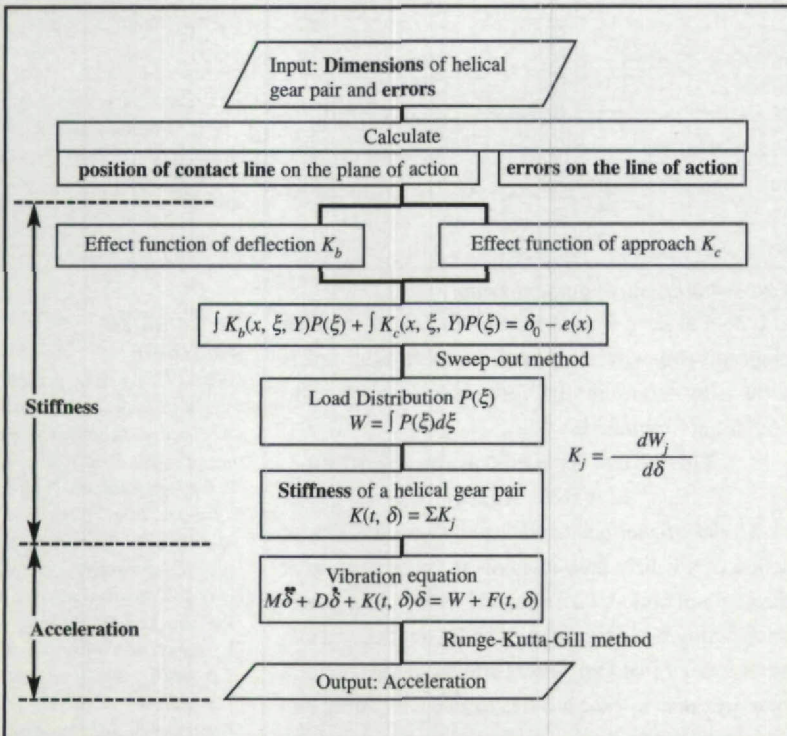 Input: Dimensions of helical
gear pair and errors
Calculate
position of contact line on the plane of action
errors on the line of action
Effect function of deflection K_b
Effect function of approach K_c
∫ K_b(x, ξ, Y)P(ξ) + ∫ K_c(x, ξ, Y)P(ξ) = δ_0 – e(x)
Sweep-out method
Load Distribution P(ξ)
W = ∫ P(ξ)dξ
Stiffness
K_j = dW_j / dδ
Stiffness of a helical gear pair
K(t, δ) = ΣK_j
Vibration equation
Mδ̈ + Dδ̇ + K(t, δ)δ = W + F(t, δ)
Acceleration
Runge-Kutta-Gill method
Output: Acceleration